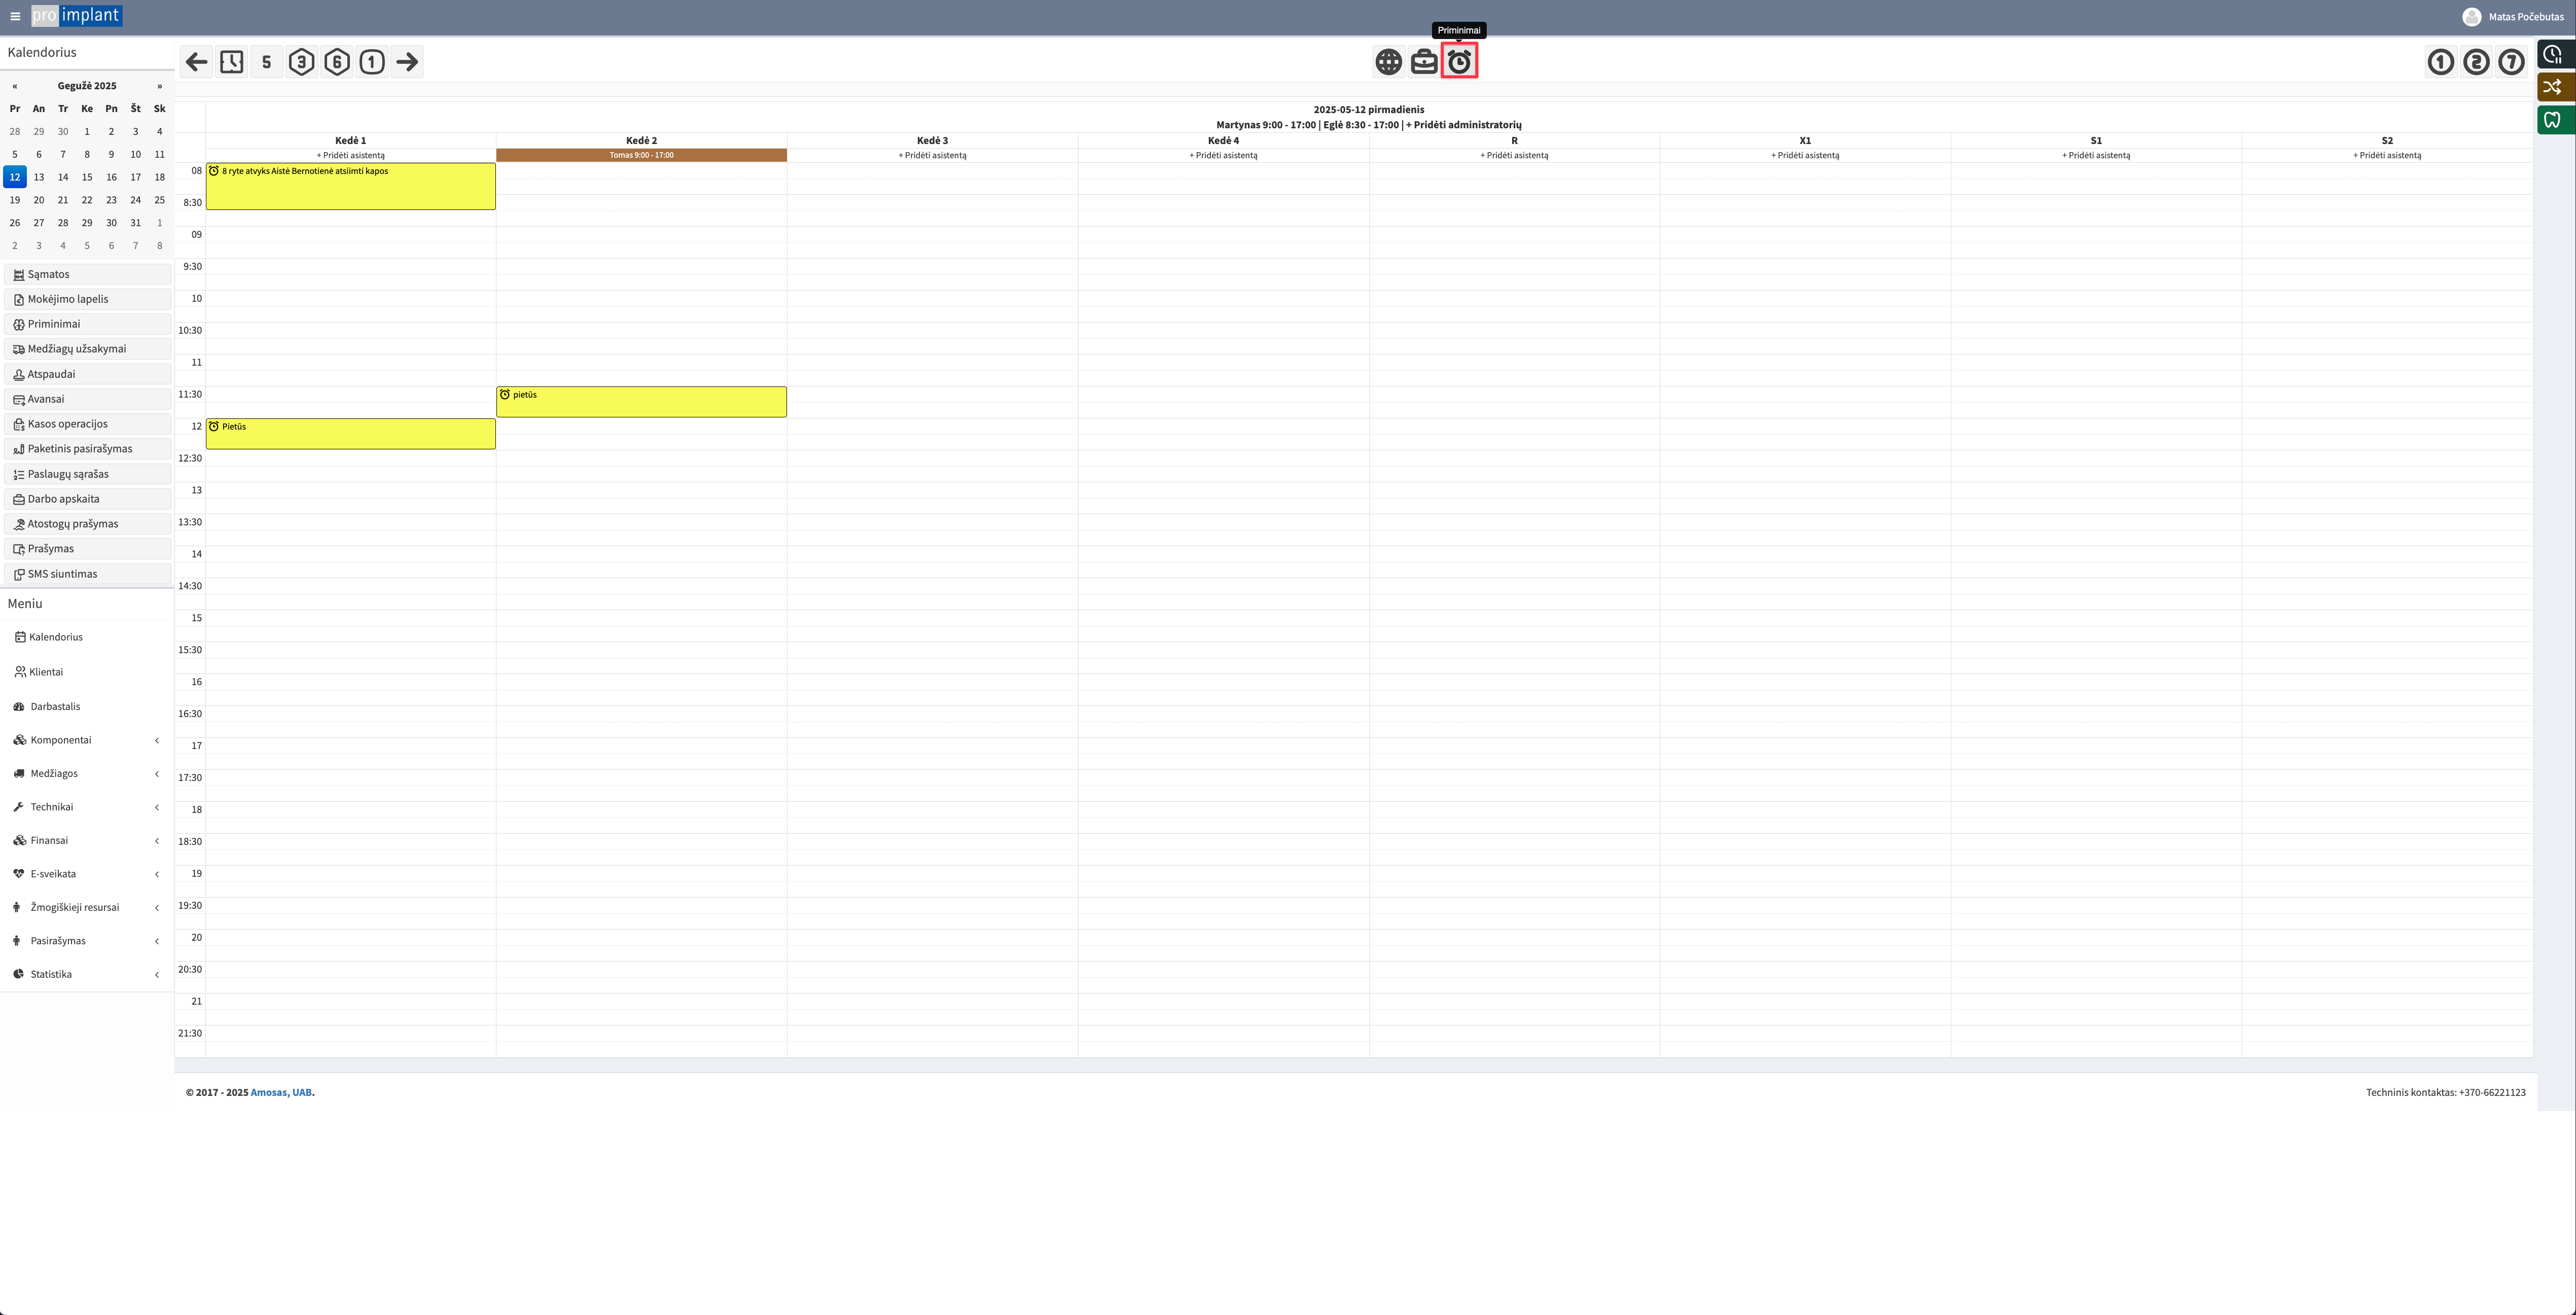 pro implant
Matas Počebutas
Priminimai
Kalendorius
5
3
6
1
1
2
7
« Gegužė 2025 »
Pr An Tr Ke Pn Št Sk
28 29 30 1 2 3 4
5 6 7 8 9 10 11
12 13 14 15 16 17 18
19 20 21 22 23 24 25
26 27 28 29 30 31 1
2 3 4 5 6 7 8
Sąmatos
Mokėjimo lapelis
Priminimai
Medžiagų užsakymai
Atspaudai
Avansai
Kasos operacijos
Paketinis pasirašymas
Paslaugų sąrašas
Darbo apskaita
Atostogų prašymas
Prašymas
SMS siuntimas
Meniu
Kalendorius
Klientai
Darbastalis
Komponentai
Medžiagos
Technikai
Finansai
E-sveikata
Žmogiškieji resursai
Pasirašymas
Statistika
2025-05-12 pirmadienis
Martynas 9:00 - 17:00 | Eglė 8:30 - 17:00 | + Pridėti administratorių
Kedė 1 Kedė 2 Kedė 3 Kedė 4 R X1 S1 S2
+ Pridėti asistentą Tomas 9:00 - 17:00 + Pridėti asistentą + Pridėti asistentą + Pridėti asistentą + Pridėti asistentą + Pridėti asistentą + Pridėti asistentą
08 8 ryte atvyks Aistė Bernotienė atsiimti kapos
8:30
09
9:30
10
10:30
11
11:30 pietūs
12 Pietūs
12:30
13
13:30
14
14:30
15
15:30
16
16:30
17
17:30
18
18:30
19
19:30
20
20:30
21
21:30
© 2017 - 2025 Amosas, UAB.
Techninis kontaktas: +370-66221123